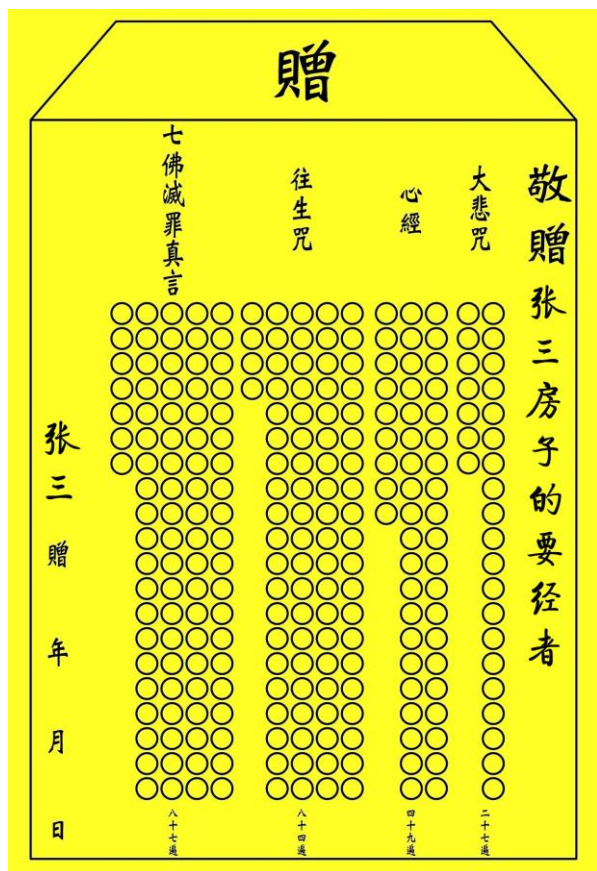 贈
敬贈张三房子的要经者
大悲咒
二十七遍
心經
四十九遍
往生咒
八十四遍
七佛滅罪真言
八十七遍
张三贈 年 月 日